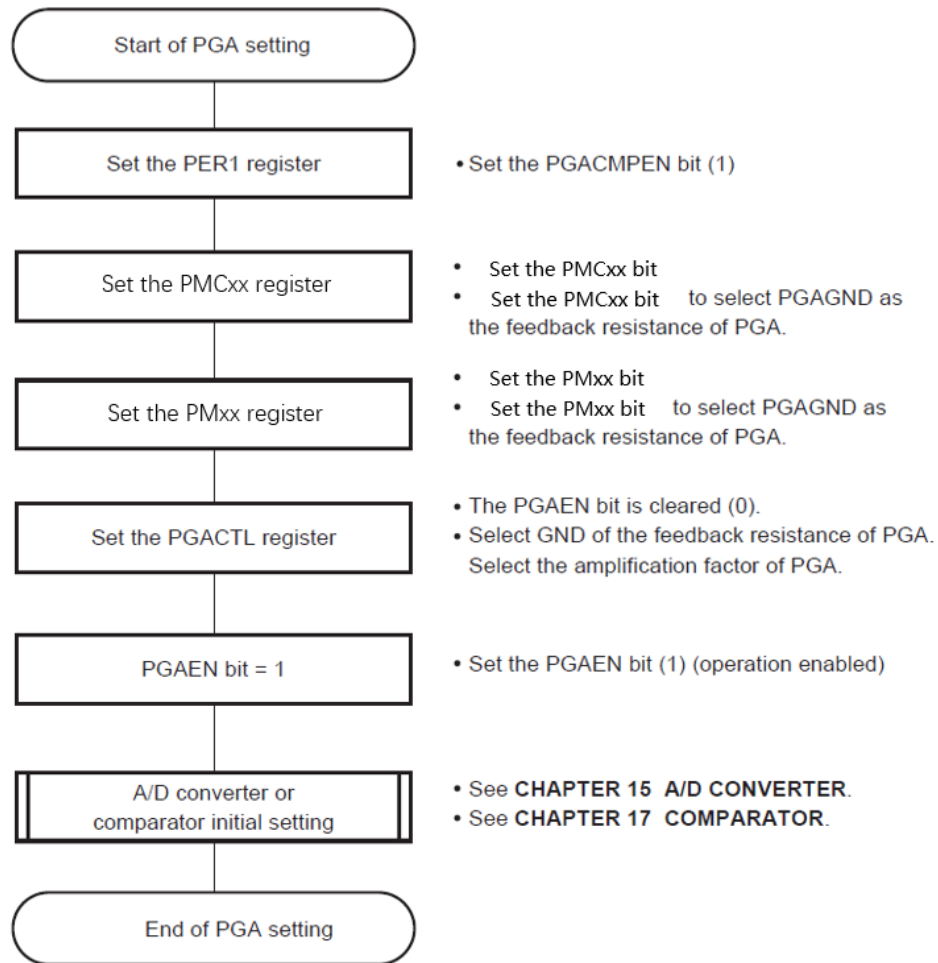 Start of PGA setting
Set the PER1 register
• Set the PGACMPEN bit (1)
Set the PMCxx register
• Set the PMCxx bit
• Set the PMCxx bit to select PGAGND as
the feedback resistance of PGA.
Set the PMxx register
• Set the PMxx bit
• Set the PMxx bit to select PGAGND as
the feedback resistance of PGA.
Set the PGACTL register
• The PGAEN bit is cleared (0).
• Select GND of the feedback resistance of PGA.
Select the amplification factor of PGA.
PGAEN bit = 1
• Set the PGAEN bit (1) (operation enabled)
A/D converter or
comparator initial setting
• See CHAPTER 15 A/D CONVERTER.
• See CHAPTER 17 COMPARATOR.
End of PGA setting